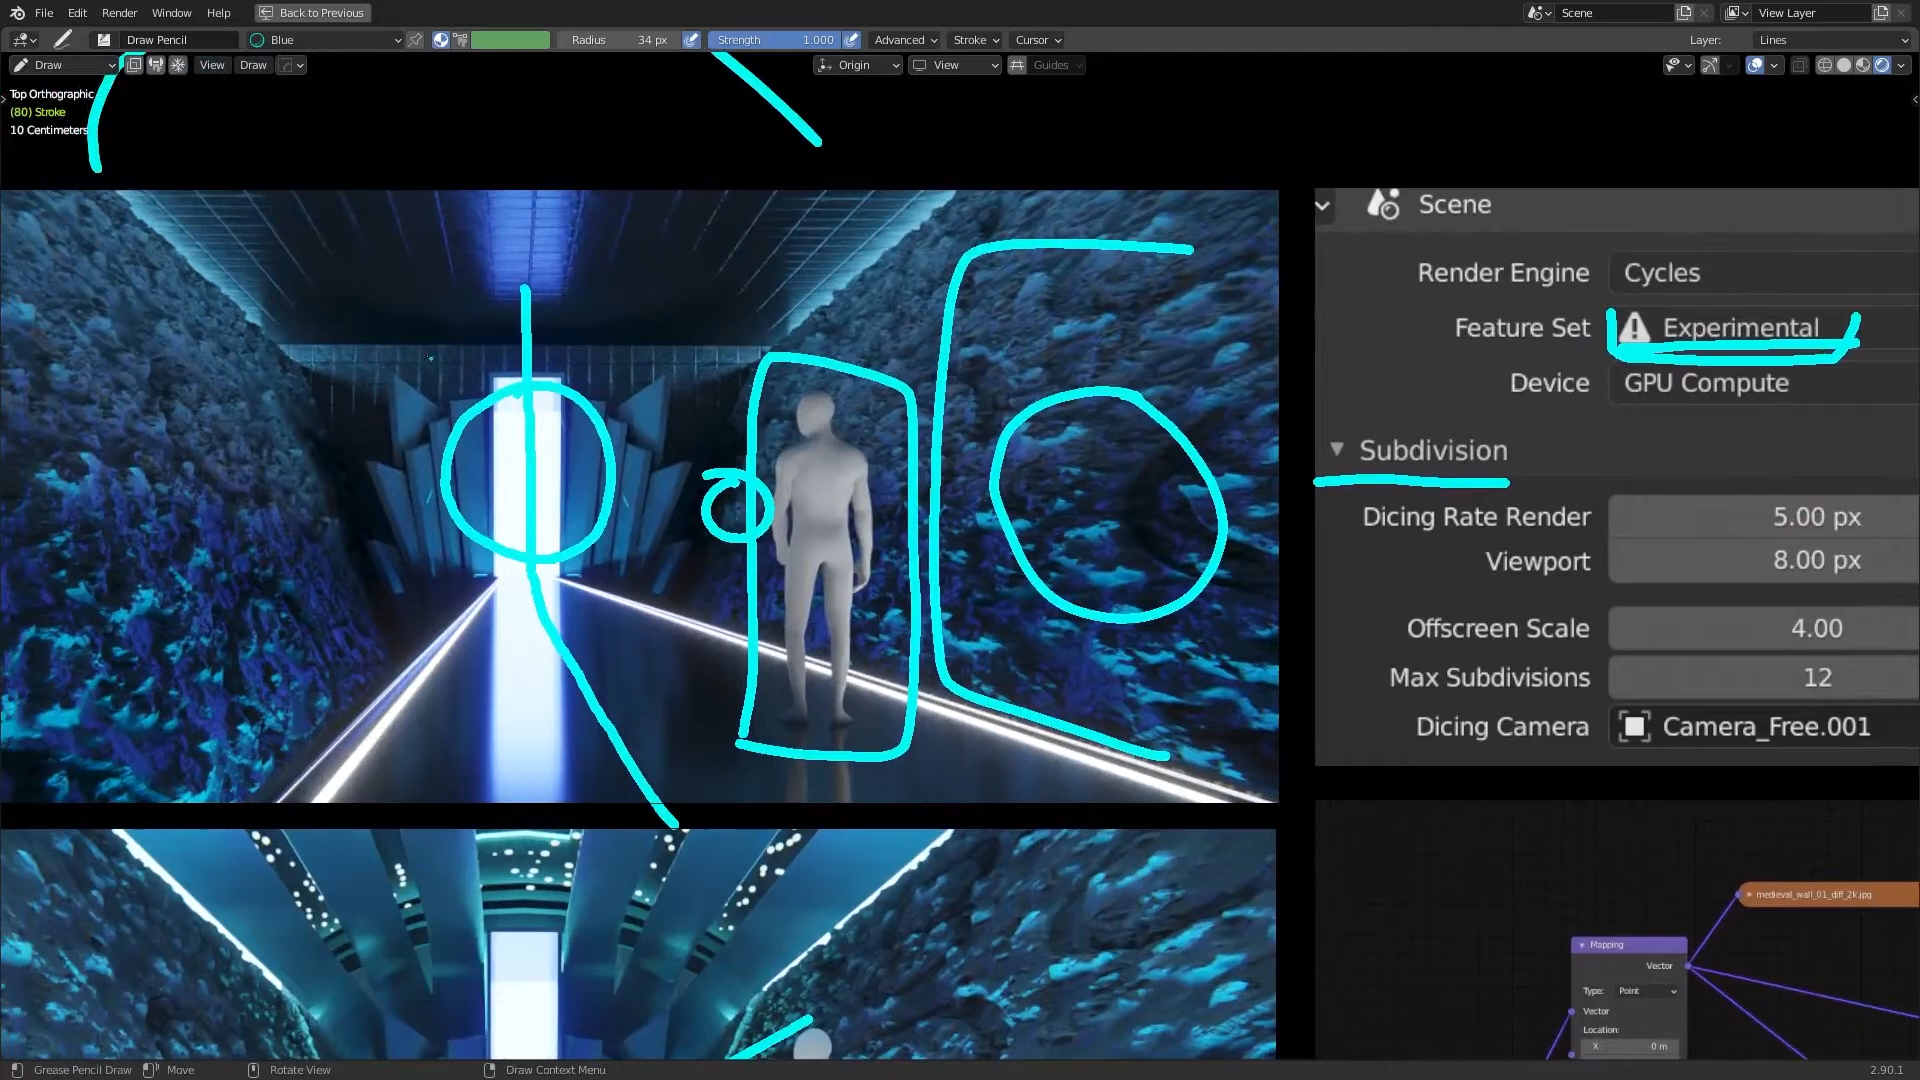 File Edit Render Window Help Back to Previous Scene View Layer
Draw Pencil Blue Radius 34 px Strength 1.000 Advanced Stroke Cursor Layer: Lines
Draw View Draw Origin View Guides
Top Orthographic
(80) Stroke
10 Centimeters
Scene
Render Engine Cycles
Feature Set Experimental
Device GPU Compute
Subdivision
Dicing Rate Render 5.00 px
Viewport 8.00 px
Offscreen Scale 4.00
Max Subdivisions 12
Dicing Camera Camera_Free.001
medieval_wall_01_diff_2k.jpg
Mapping
Vector
Type: Point
Vector
Location:
X 0 m
Grease Pencil Draw Move Rotate View Draw Context Menu 2.90.1